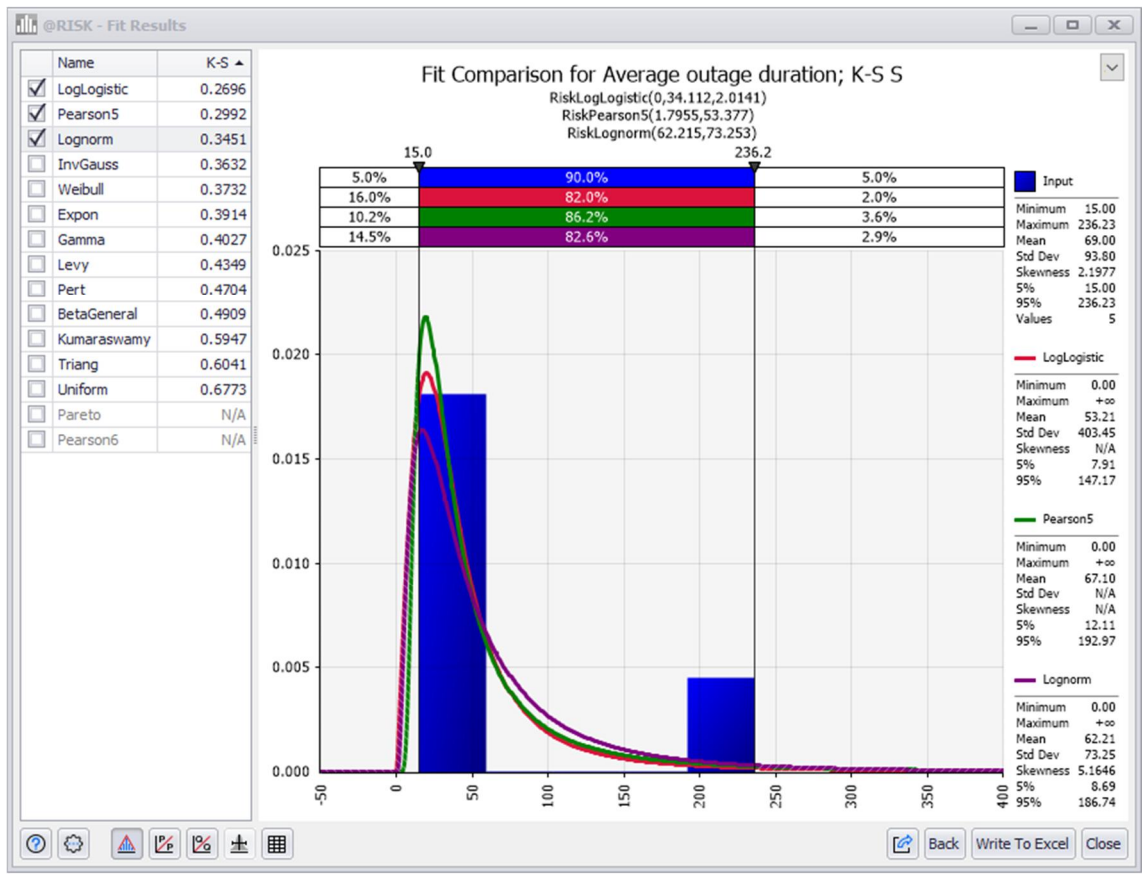 @RISK - Fit Results
Name K-S
LogLogistic 0.2696
Pearson5 0.2992
Lognorm 0.3451
InvGauss 0.3632
Weibull 0.3732
Expon 0.3914
Gamma 0.4027
Levy 0.4349
Pert 0.4704
BetaGeneral 0.4909
Kumaraswamy 0.5947
Triang 0.6041
Uniform 0.6773
Pareto N/A
Pearson6 N/A
Fit Comparison for Average outage duration; K-S S
RiskLogLogistic(0,34.112,2.0141)
RiskPearson5(1.7955,53.377)
RiskLognorm(62.215,73.253)
15.0 236.2
5.0% 90.0% 5.0%
16.0% 82.0% 2.0%
10.2% 86.2% 3.6%
14.5% 82.6% 2.9%
0.025
0.020
0.015
0.010
0.005
0.000
-50 0 50 100 150 200 250 300 350 400
Input
Minimum 15.00
Maximum 236.23
Mean 69.00
Std Dev 93.80
Skewness 2.1977
5% 15.00
95% 236.23
Values 5
LogLogistic
Minimum 0.00
Maximum +∞
Mean 53.21
Std Dev 403.45
Skewness N/A
5% 7.91
95% 147.17
Pearson5
Minimum 0.00
Maximum +∞
Mean 67.10
Std Dev N/A
Skewness N/A
5% 12.11
95% 192.97
Lognorm
Minimum 0.00
Maximum +∞
Mean 62.21
Std Dev 73.25
Skewness 5.1646
5% 8.69
95% 186.74
Back Write To Excel Close